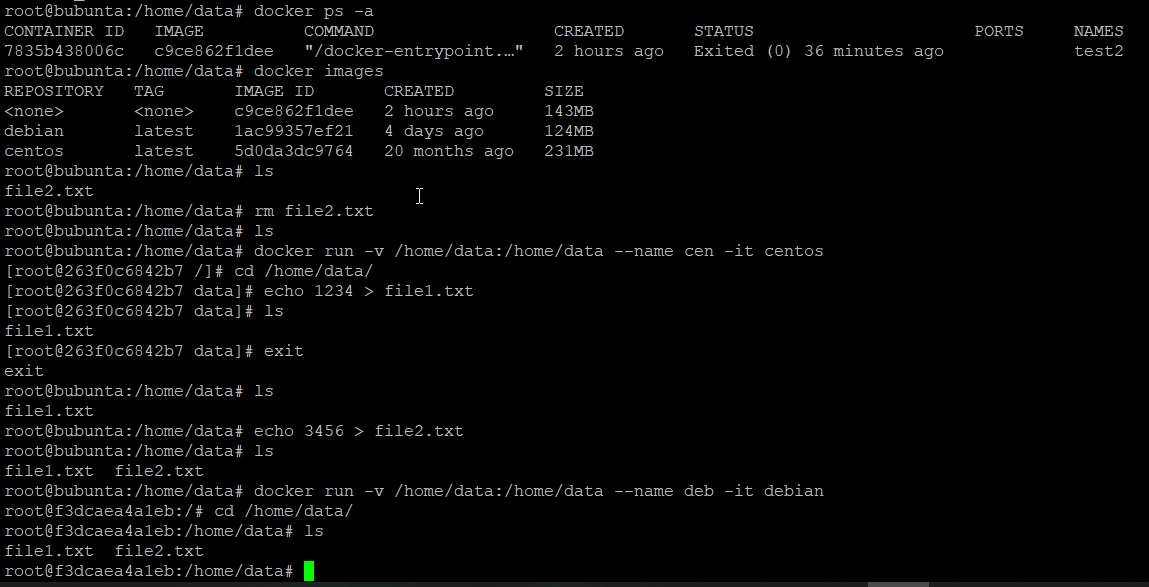 root@bubunta:/home/data# docker ps -a
CONTAINER ID   IMAGE          COMMAND                  CREATED       STATUS                      PORTS     NAMES
7835b438006c   c9ce862f1dee   "/docker-entrypoint.…"   2 hours ago   Exited (0) 36 minutes ago             test2
root@bubunta:/home/data# docker images
REPOSITORY   TAG       IMAGE ID       CREATED         SIZE
<none>       <none>    c9ce862f1dee   2 hours ago     143MB
debian       latest    1ac99357ef21   4 days ago      124MB
centos       latest    5d0da3dc9764   20 months ago   231MB
root@bubunta:/home/data# ls
file2.txt
root@bubunta:/home/data# rm file2.txt
root@bubunta:/home/data# ls
root@bubunta:/home/data# docker run -v /home/data:/home/data --name cen -it centos
[root@263f0c6842b7 /]# cd /home/data/
[root@263f0c6842b7 data]# echo 1234 > file1.txt
[root@263f0c6842b7 data]# ls
file1.txt
[root@263f0c6842b7 data]# exit
exit
root@bubunta:/home/data# ls
file1.txt
root@bubunta:/home/data# echo 3456 > file2.txt
root@bubunta:/home/data# ls
file1.txt  file2.txt
root@bubunta:/home/data# docker run -v /home/data:/home/data --name deb -it debian
root@f3dcaea4a1eb:/# cd /home/data/
root@f3dcaea4a1eb:/home/data# ls
file1.txt  file2.txt
root@f3dcaea4a1eb:/home/data#